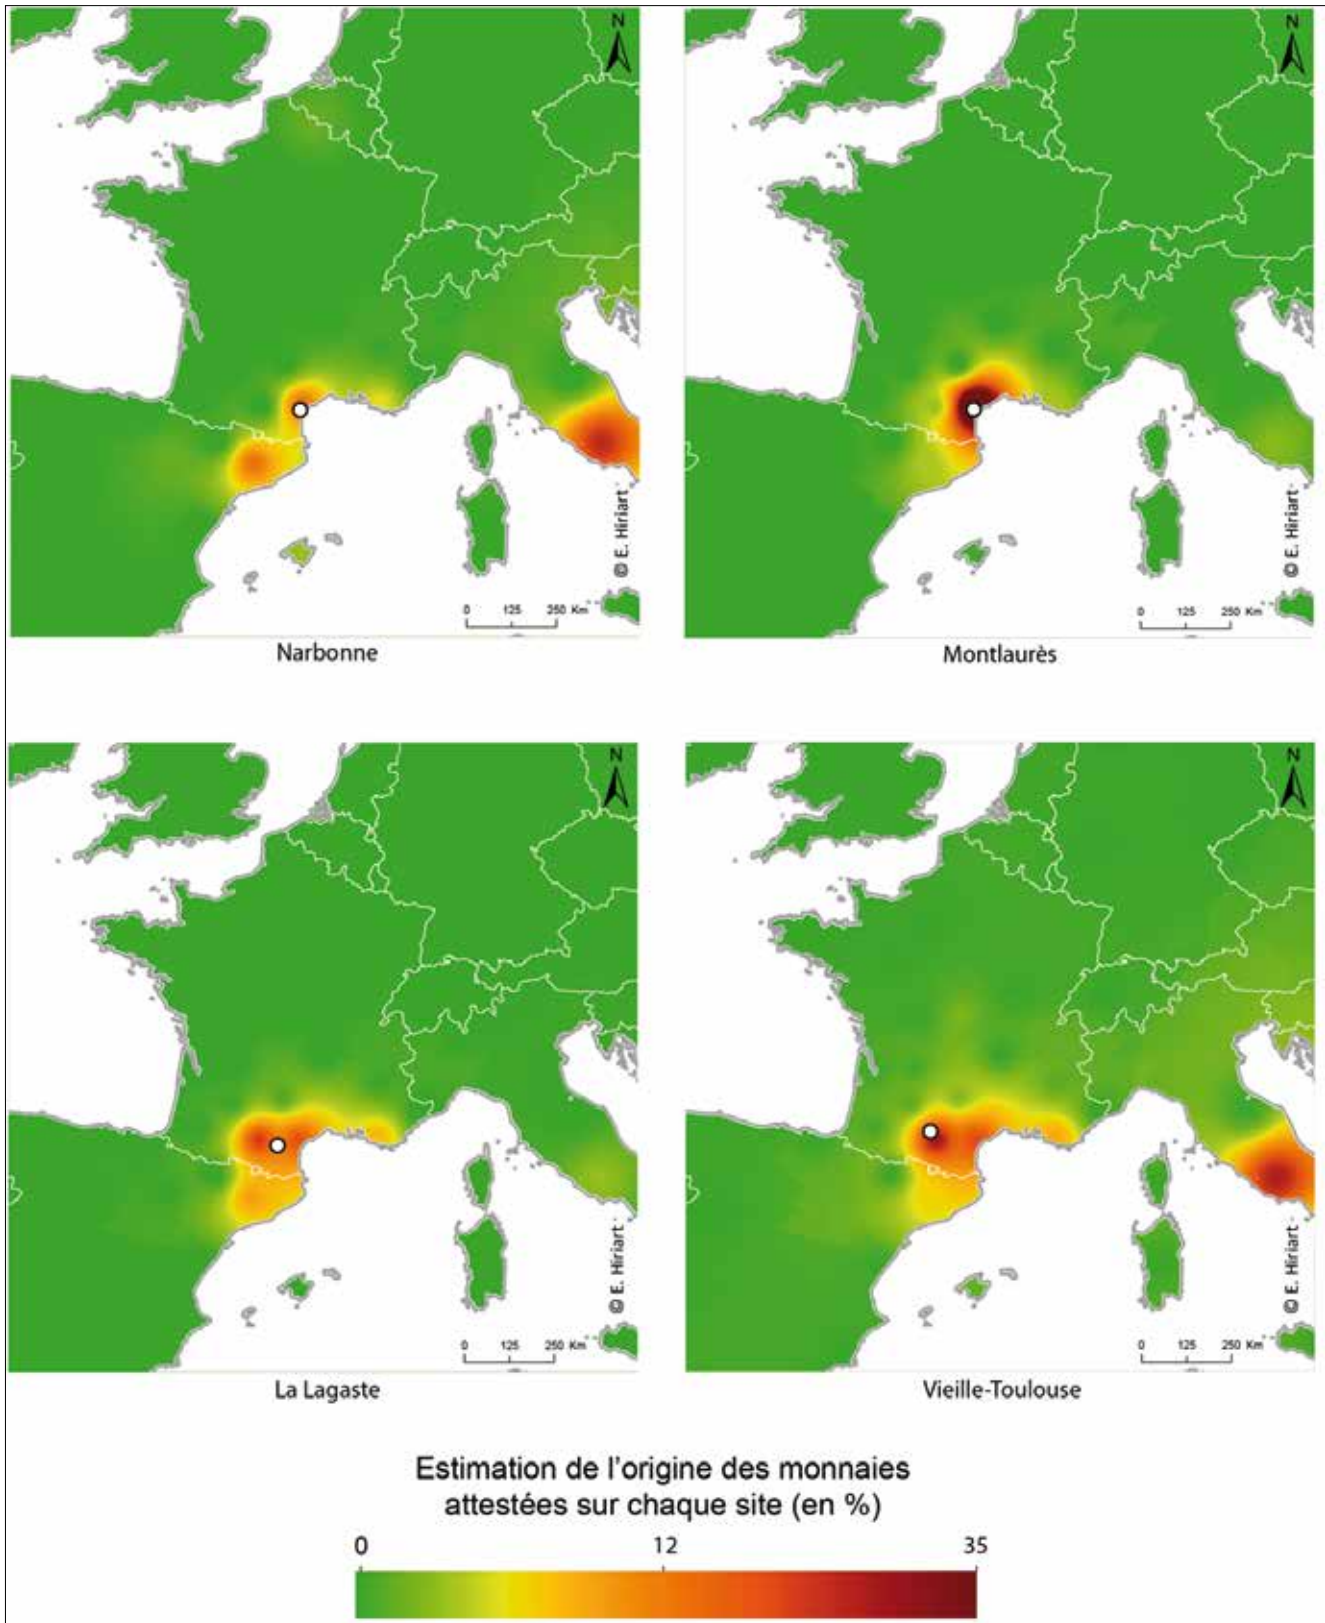 N
N
© E. Hiriart
© E. Hiriart
0 125 250 Km
0 125 250 Km
Narbonne
Montlaurès
N
N
© E. Hiriart
© E. Hiriart
0 125 250 Km
0 125 250 Km
La Lagaste
Vieille-Toulouse
Estimation de l'origine des monnaies
attestées sur chaque site (en %)
0 12 35